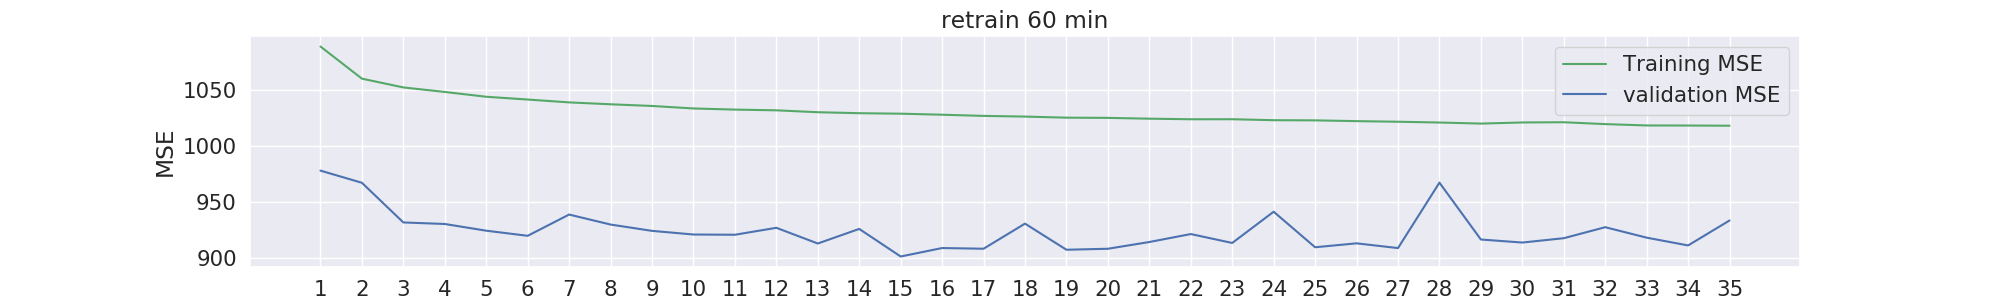 retrain 60 min
MSE
1050
1000
950
900
Training MSE
validation MSE
1 2 3 4 5 6 7 8 9 10 11 12 13 14 15 16 17 18 19 20 21 22 23 24 25 26 27 28 29 30 31 32 33 34 35